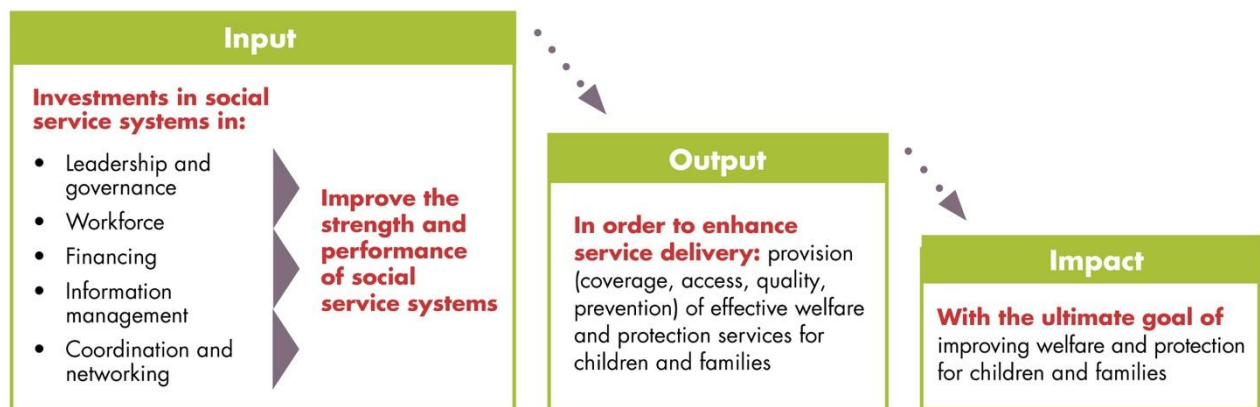 Input
Investments in social
service systems in:
• Leadership and
governance
• Workforce
• Financing
• Information
management
• Coordination and
networking
Improve the
strength and
performance
of social
service systems
Output
In order to enhance
service delivery: provision
(coverage, access, quality,
prevention) of effective welfare
and protection services for
children and families
Impact
With the ultimate goal of
improving welfare and protection
for children and families